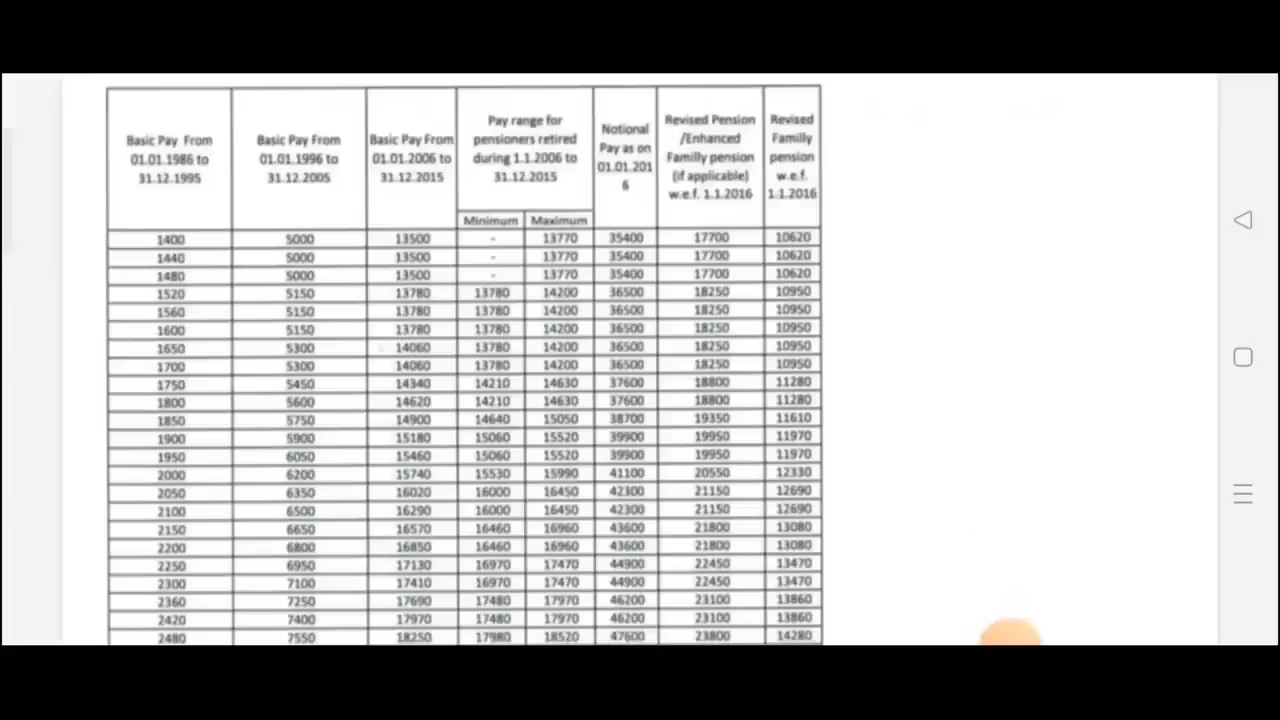 Basic Pay From 01.01.1986 to 31.12.1995 Basic Pay From 01.01.1996 to 31.12.2005 Basic Pay From 01.01.2006 to 31.12.2015 Pay range for pensioners retired during 1.1.2006 to 31.12.2015 Notional Pay as on 01.01.2016 Revised Pension /Enhanced Familly pension (if applicable) w.e.f. 1.1.2016 Revised Familly pension w.e.f. 1.1.2016
Minimum Maximum
1400 5000 13500 - 13770 35400 17700 10620
1440 5000 13500 - 13770 35400 17700 10620
1480 5000 13500 - 13770 35400 17700 10620
1520 5150 13780 13780 14200 36500 18250 10950
1560 5150 13780 13780 14200 36500 18250 10950
1600 5150 13780 13780 14200 36500 18250 10950
1650 5300 14060 13780 14200 36500 18250 10950
1700 5300 14060 13780 14200 36500 18250 10950
1750 5450 14340 14210 14630 37600 18800 11280
1800 5600 14620 14210 14630 37600 18800 11280
1850 5750 14900 14640 15050 38700 19350 11610
1900 5900 15180 15060 15520 39900 19950 11970
1950 6050 15460 15060 15520 39900 19950 11970
2000 6200 15740 15530 15990 41100 20550 12330
2050 6350 16020 16000 16450 42300 21150 12690
2100 6500 16290 16000 16450 42300 21150 12690
2150 6650 16570 16460 16960 43600 21800 13080
2200 6800 16850 16460 16960 43600 21800 13080
2250 6950 17130 16970 17470 44900 22450 13470
2300 7100 17410 16970 17470 44900 22450 13470
2360 7250 17690 17480 17970 46200 23100 13860
2420 7400 17970 17480 17970 46200 23100 13860
2480 7550 18250 17980 18520 47600 23800 14280